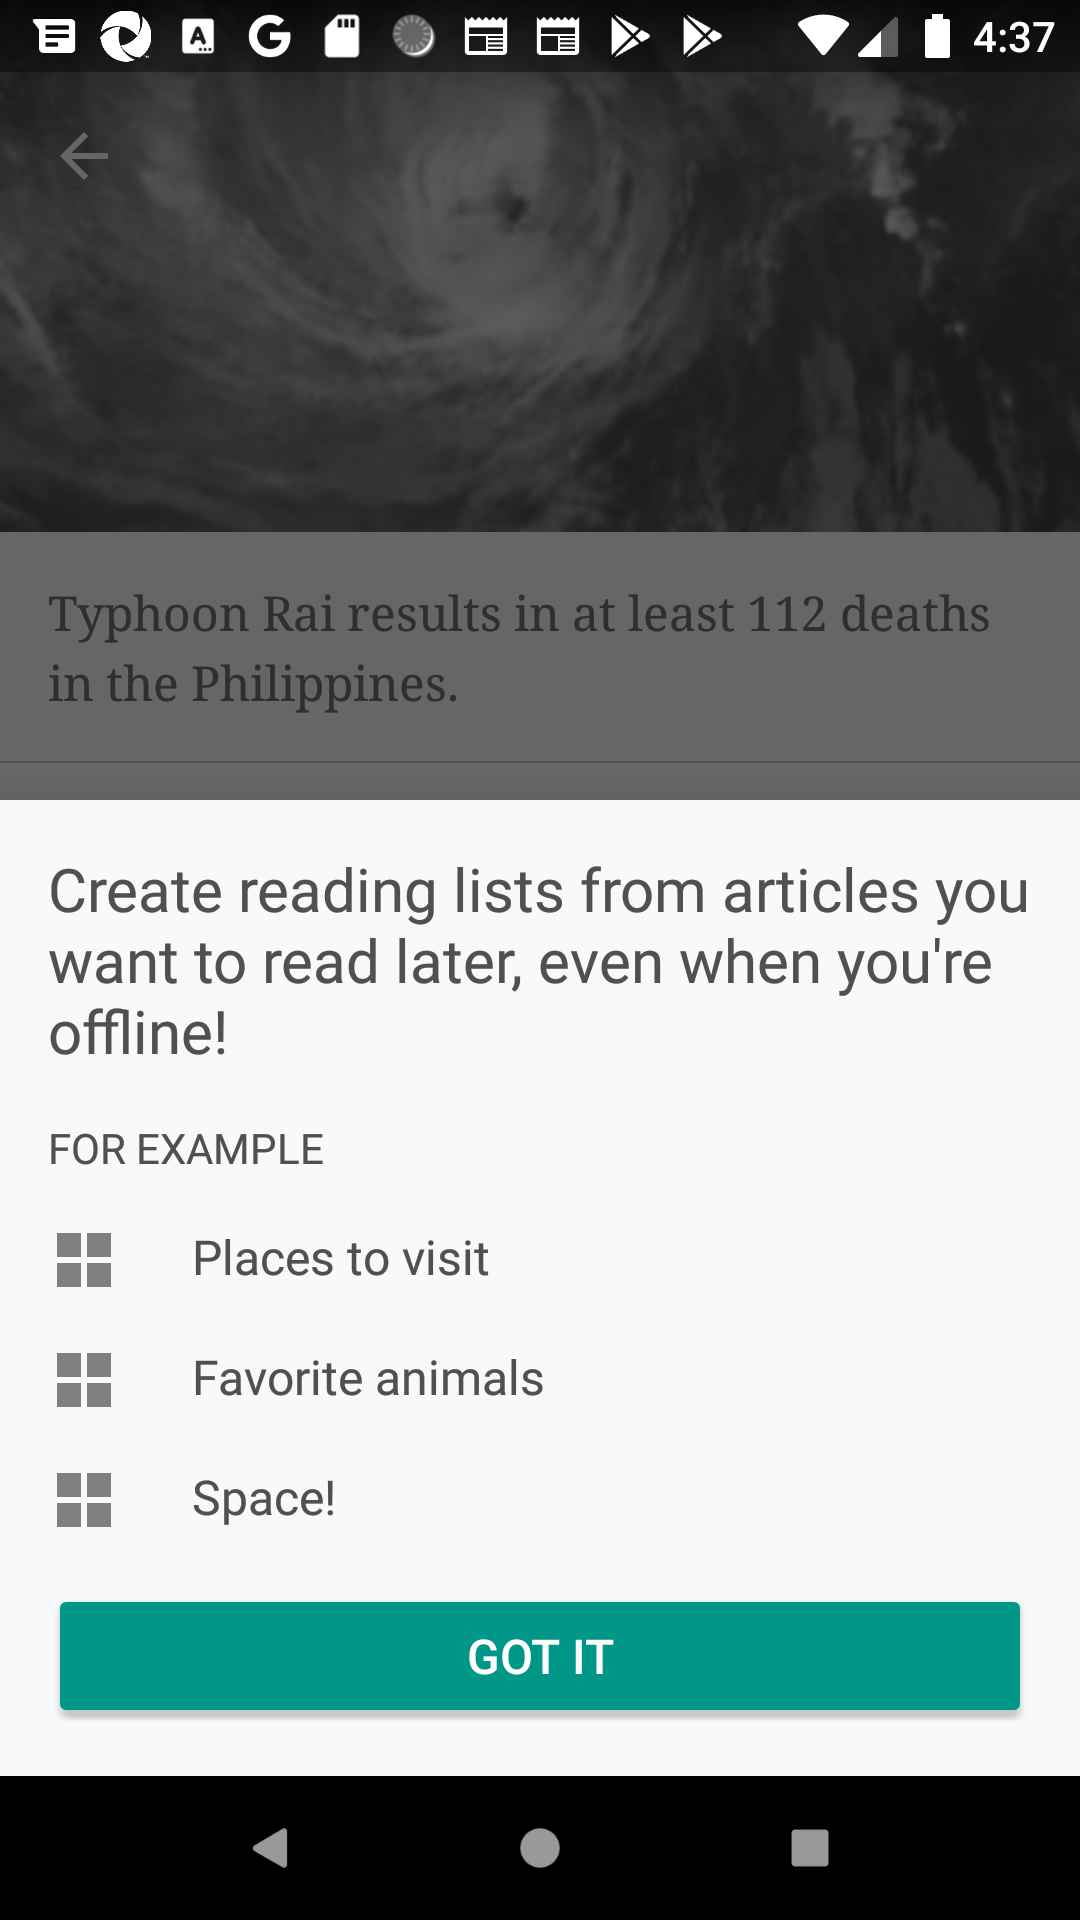 4:37
Typhoon Rai results in at least 112 deaths
in the Philippines.
Create reading lists from articles you
want to read later, even when you're
offline!
FOR EXAMPLE
Places to visit
Favorite animals
Space!
GOT IT